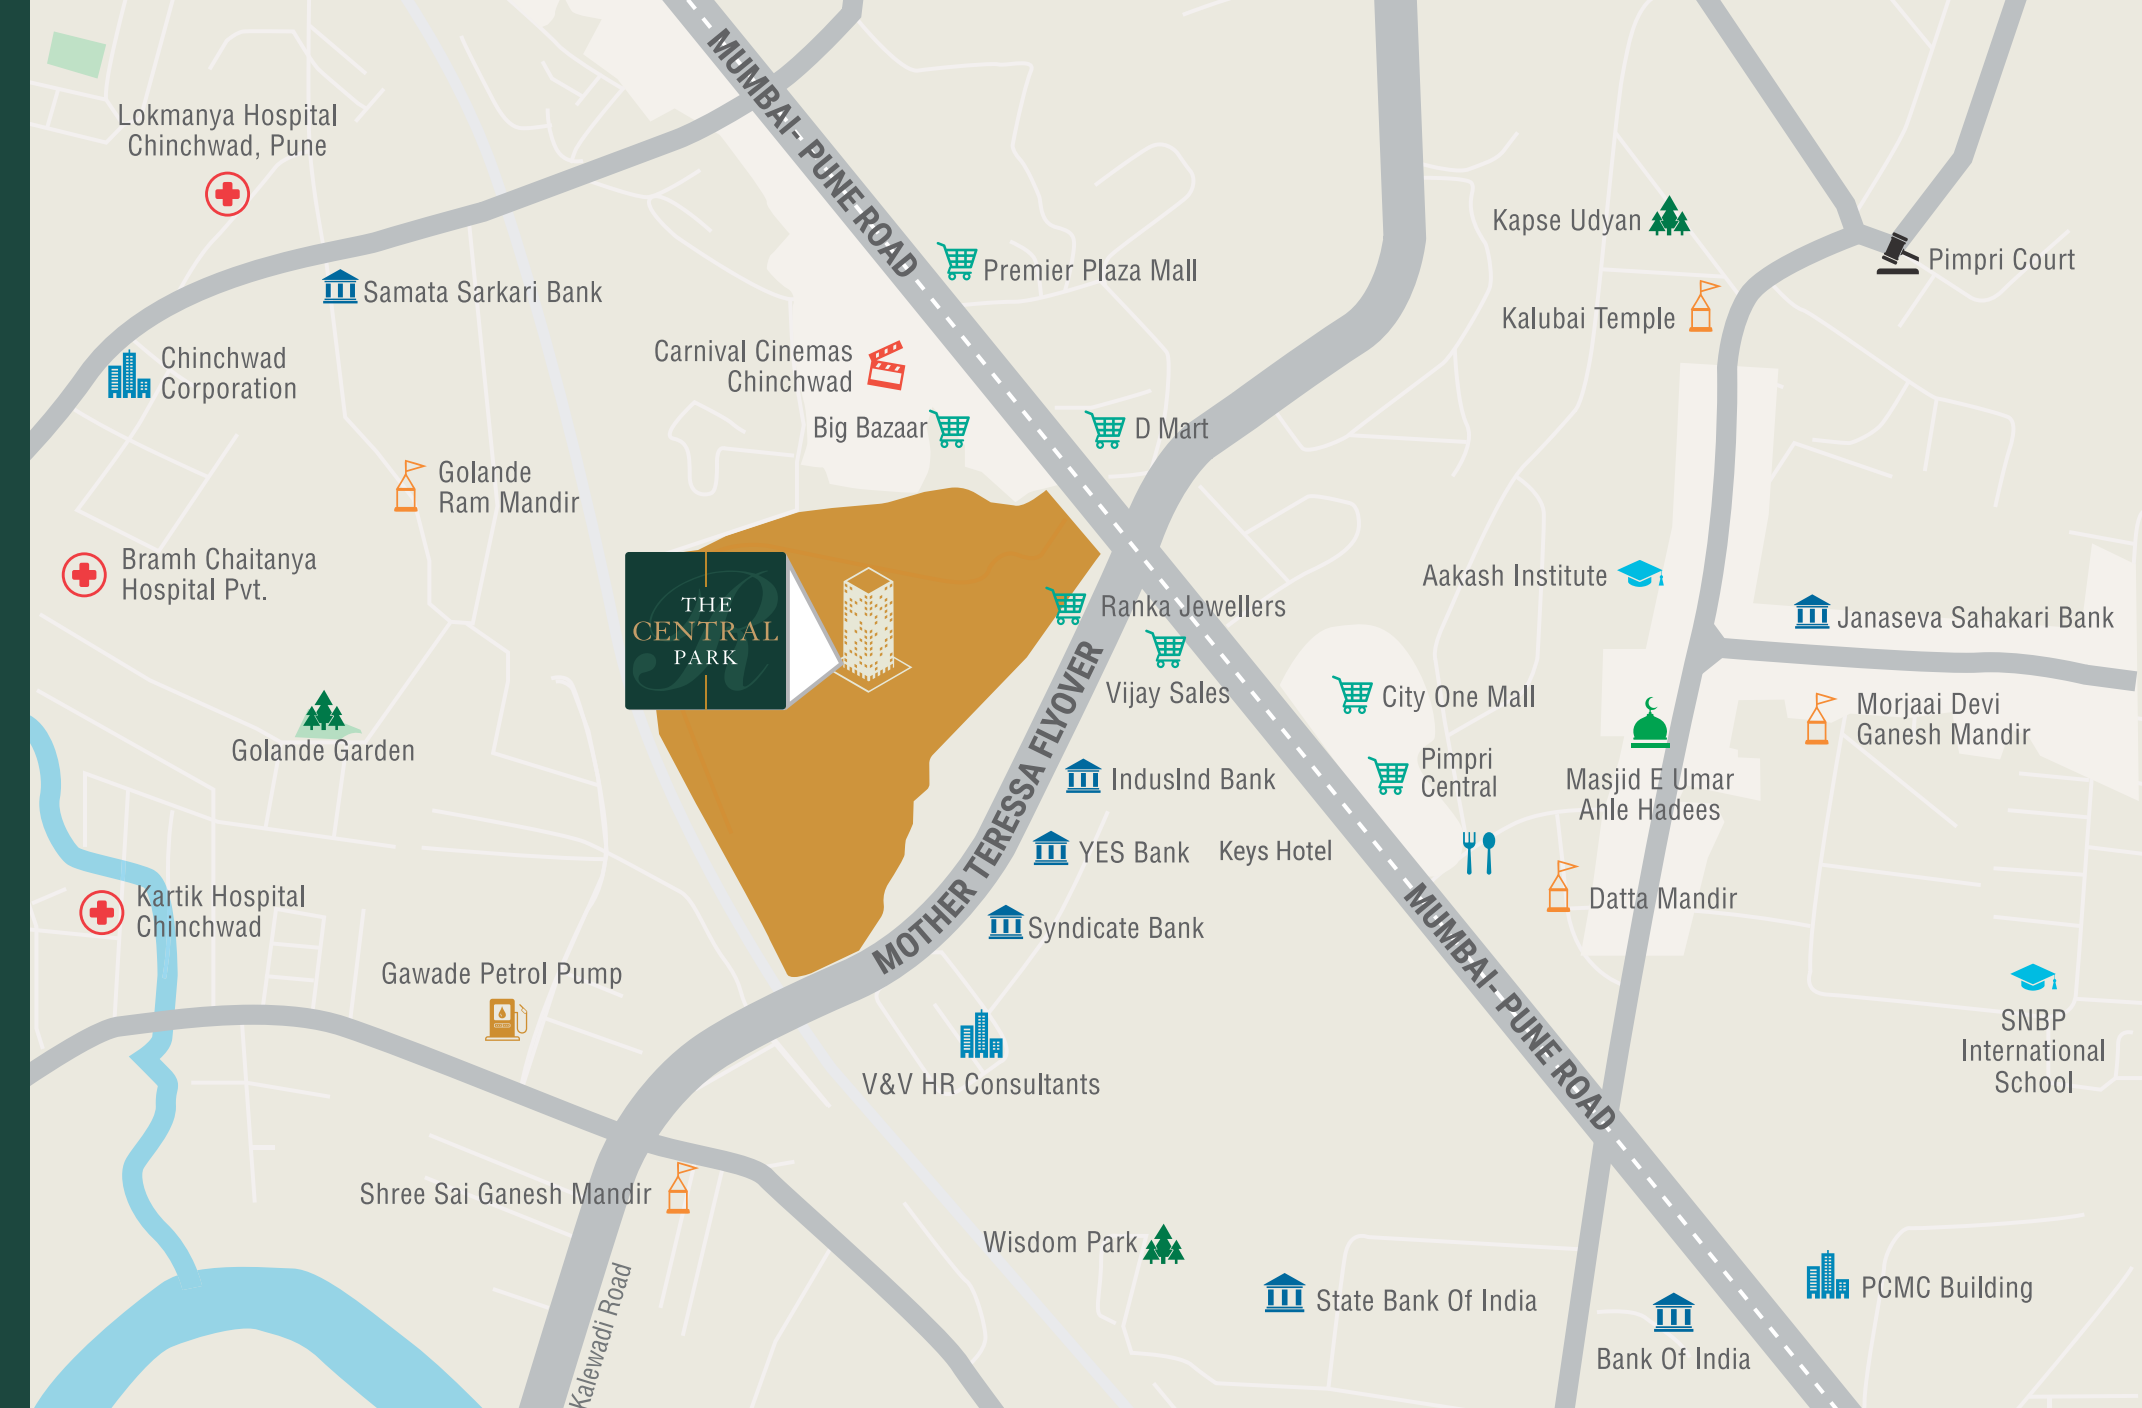 MUMBAI- PUNE ROAD
Lokmanya Hospital
Chinchwad, Pune
Kapse Udyan
Pimpri Court
Premier Plaza Mall
Samata Sarkari Bank
Kalubai Temple
Carnival Cinemas
Chinchwad
Chinchwad
Corporation
Big Bazaar
D Mart
Golande
Ram Mandir
Bramh Chaitanya
Hospital Pvt.
Aakash Institute
THE
CENTRAL
PARK
Ranka Jewellers
Janaseva Sahakari Bank
Vijay Sales
City One Mall
Morjaai Devi
Ganesh Mandir
Golande Garden
MOTHER TERESSA FLYOVER
IndusInd Bank
Pimpri
Central
Masjid E Umar
Ahle Hadees
YES Bank
Keys Hotel
Kartik Hospital
Chinchwad
Datta Mandir
Syndicate Bank
MUMBAI- PUNE ROAD
Gawade Petrol Pump
SNBP
International
School
V&V HR Consultants
Shree Sai Ganesh Mandir
Wisdom Park
Kalewadi Road
State Bank Of India
PCMC Building
Bank Of India